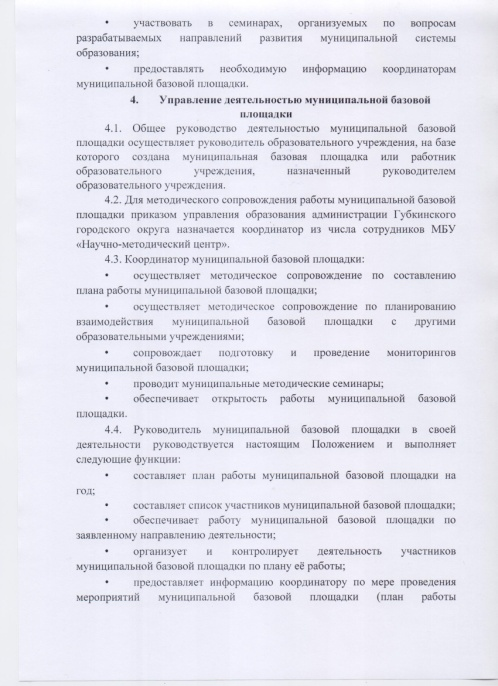 • участвовать в семинарах, организуемых по вопросам
разрабатываемых направлений развития муниципальной системы
образования;
• предоставлять необходимую информацию координаторам
муниципальной базовой площадки.
4. Управление деятельностью муниципальной базовой
площадки
4.1. Общее руководство деятельностью муниципальной базовой
площадки осуществляет руководитель образовательного учреждения, на базе
которого создана муниципальная базовая площадка или работник
образовательного учреждения, назначенный руководителем
образовательного учреждения.
4.2. Для методического сопровождения работы муниципальной базовой
площадки приказом управления образования администрации Губкинского
городского округа назначается координатор из числа сотрудников МБУ
«Научно-методический центр».
4.3. Координатор муниципальной базовой площадки:
• осуществляет методическое сопровождение по составлению
плана работы муниципальной базовой площадки;
• осуществляет методическое сопровождение по планированию
взаимодействия муниципальной базовой площадки с другими
образовательными учреждениями;
• сопровождает подготовку и проведение мониторингов
муниципальной базовой площадки;
• проводит муниципальные методические семинары;
• обеспечивает открытость работы муниципальной базовой
площадки.
4.4. Руководитель муниципальной базовой площадки в своей
деятельности руководствуется настоящим Положением и выполняет
следующие функции:
• составляет план работы муниципальной базовой площадки на
год;
• составляет список участников муниципальной базовой площадки;
• обеспечивает работу муниципальной базовой площадки по
заявленному направлению деятельности;
• организует и контролирует деятельность участников
муниципальной базовой площадки по плану её работы;
• предоставляет информацию координатору по мере проведения
мероприятий муниципальной базовой площадки (план работы